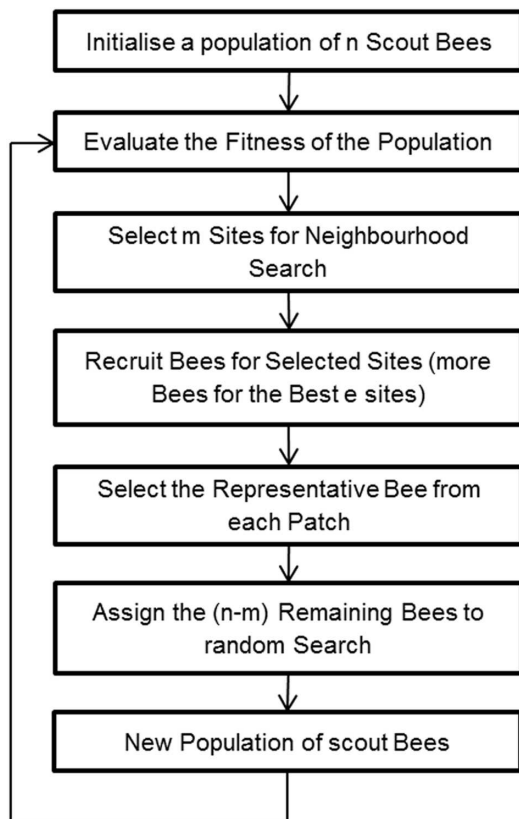 Initialise a population of n Scout Bees
Evaluate the Fitness of the Population
Select m Sites for Neighbourhood
Search
Recruit Bees for Selected Sites (more
Bees for the Best e sites)
Select the Representative Bee from
each Patch
Assign the (n-m) Remaining Bees to
random Search
New Population of scout Bees